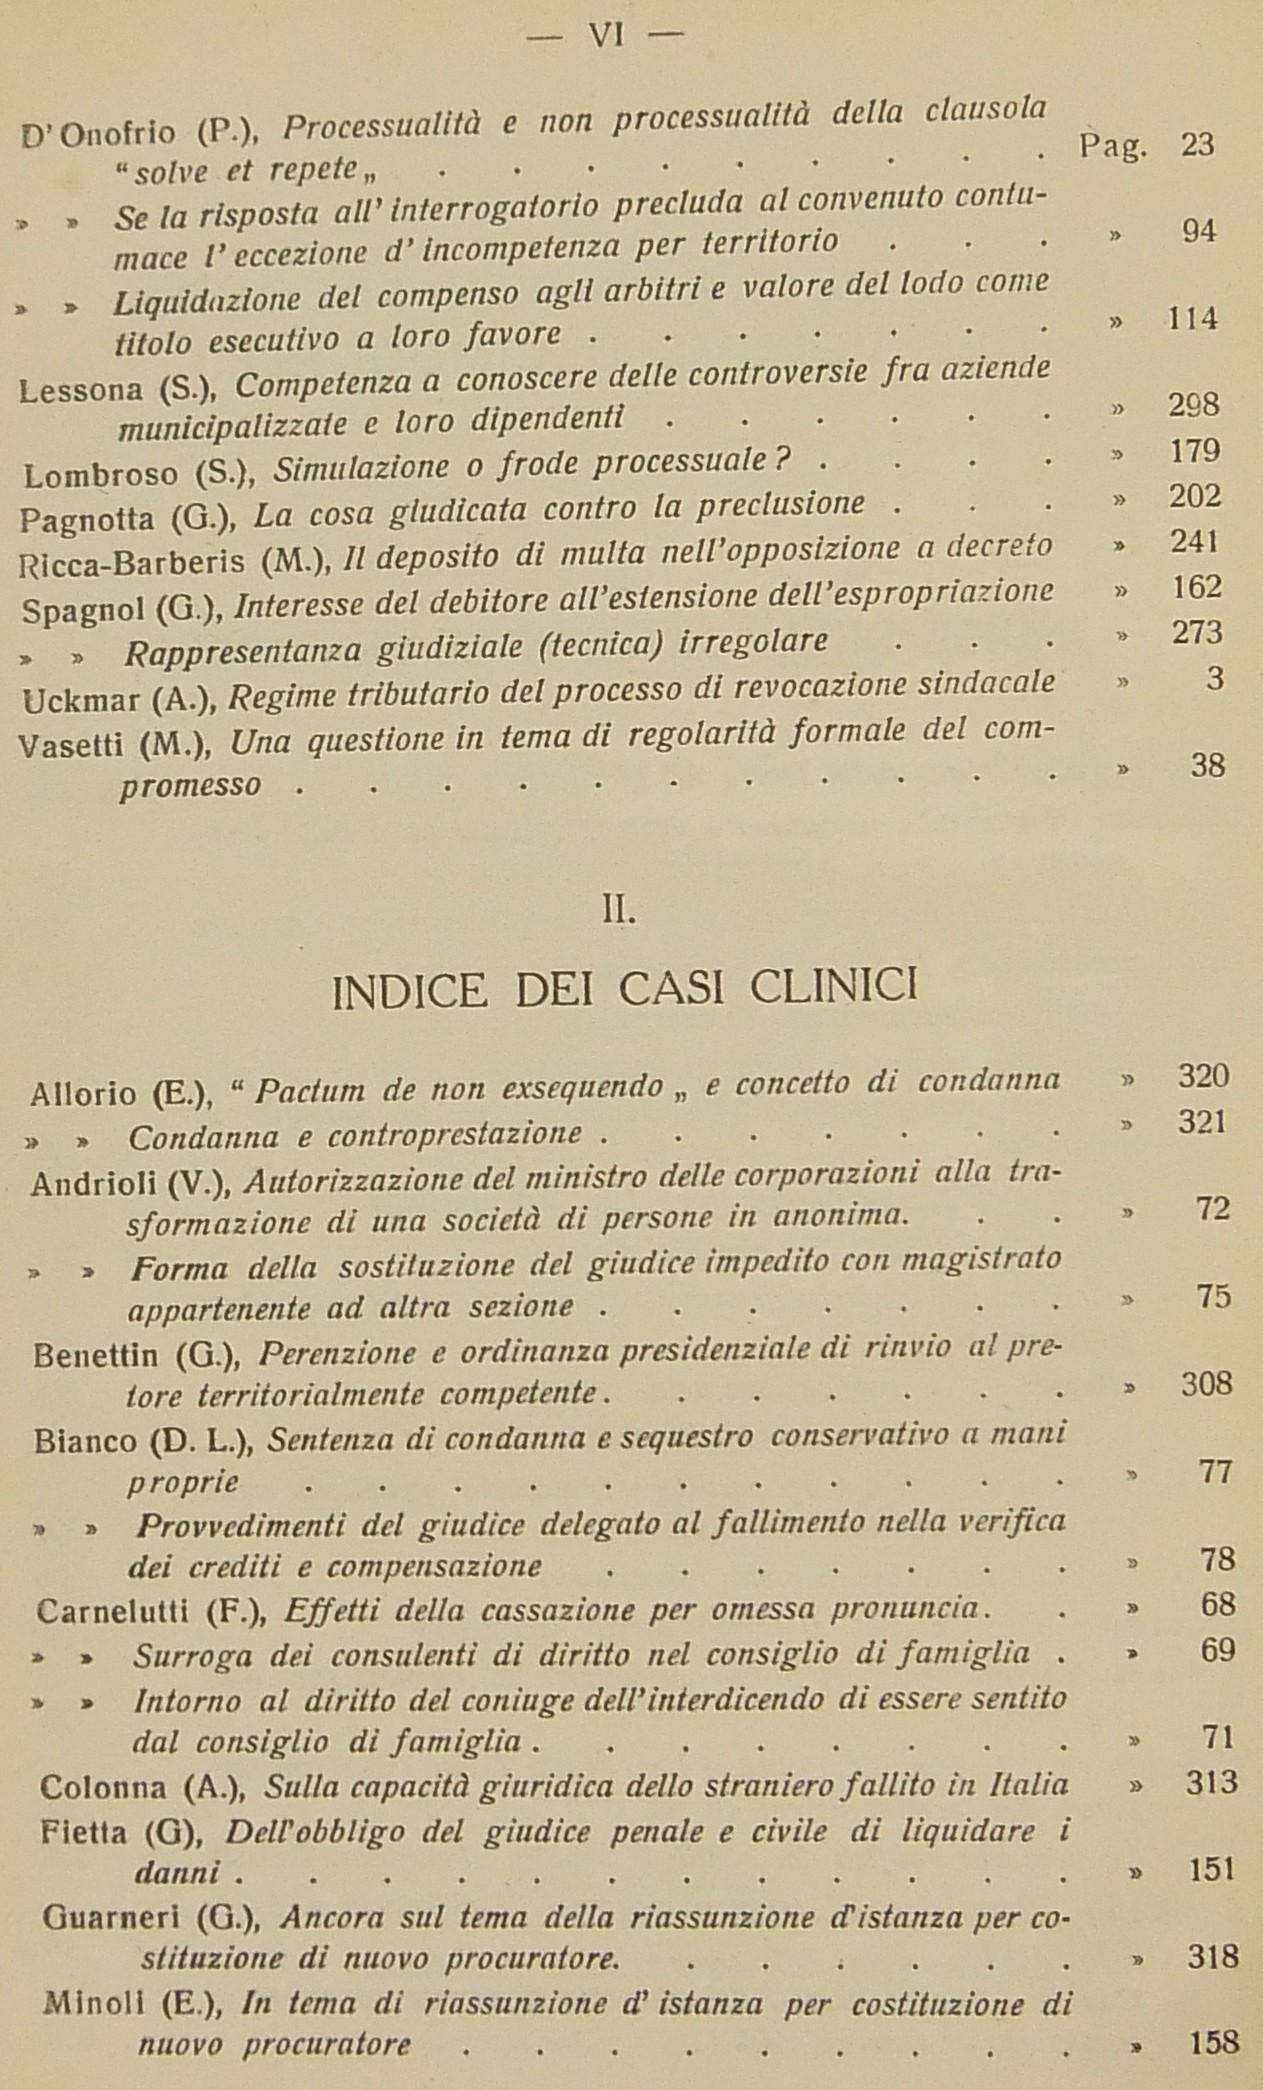 — VI —
D' Onofrio (P.), Processualità e non processualità della clausola
“ solve et repete „ . . . . . . . . . Pag. 23
» » Se la risposta all' interrogatorio precluda al convenuto contu-
mace l' eccezione d' incompetenza per territorio . . . » 94
» » Liquidazione del compenso agli arbitri e valore del lodo come
titolo esecutivo a loro favore . . . . . . . » 114
Lessona (S.), Competenza a conoscere delle controversie fra aziende
municipalizzate e loro dipendenti . . . . . . » 298
Lombroso (S.), Simulazione o frode processuale ? . . . . » 179
Pagnotta (G.), La cosa giudicata contro la preclusione . . . » 202
Ricca-Barberis (M.), Il deposito di multa nell'opposizione a decreto » 241
Spagnol (G.), Interesse del debitore all'estensione dell'espropriazione » 162
» » Rappresentanza giudiziale (tecnica) irregolare . . . » 273
Uckmar (A.), Regime tributario del processo di revocazione sindacale » 3
Vasetti (M.), Una questione in tema di regolarità formale del com-
promesso . . . . . . . . . . . » 38
II.
INDICE DEI CASI CLINICI
Allorio (E.), “ Pactum de non exsequendo „ e concetto di condanna » 320
» » Condanna e controprestazione . . . . . . . » 321
Andrioli (V.), Autorizzazione del ministro delle corporazioni alla tra-
sformazione di una società di persone in anonima. . . » 72
» » Forma della sostituzione del giudice impedito con magistrato
appartenente ad altra sezione . . . . . . . » 75
Benettin (G.), Perenzione e ordinanza presidenziale di rinvio al pre-
tore territorialmente competente . . . . . . . » 308
Bianco (D. L.), Sentenza di condanna e sequestro conservativo a mani
proprie . . . . . . . . . . . » 77
» » Provvedimenti del giudice delegato al fallimento nella verifica
dei crediti e compensazione . . . . . . . » 78
Carnelutti (F.), Effetti della cassazione per omessa pronuncia. . » 68
» » Surroga dei consulenti di diritto nel consiglio di famiglia . » 69
» » Intorno al diritto del coniuge dell'interdicendo di essere sentito
dal consiglio di famiglia . . . . . . . . » 71
Colonna (A.), Sulla capacità giuridica dello straniero fallito in Italia » 313
Fietta (G), Dell'obbligo del giudice penale e civile di liquidare i
danni . . . . . . . . . . . . » 151
Guarneri (G.), Ancora sul tema della riassunzione d'istanza per co-
stituzione di nuovo procuratore. . . . . . . » 318
Minoli (E.), In tema di riassunzione d' istanza per costituzione di
nuovo procuratore . . . . . . . . . » 158